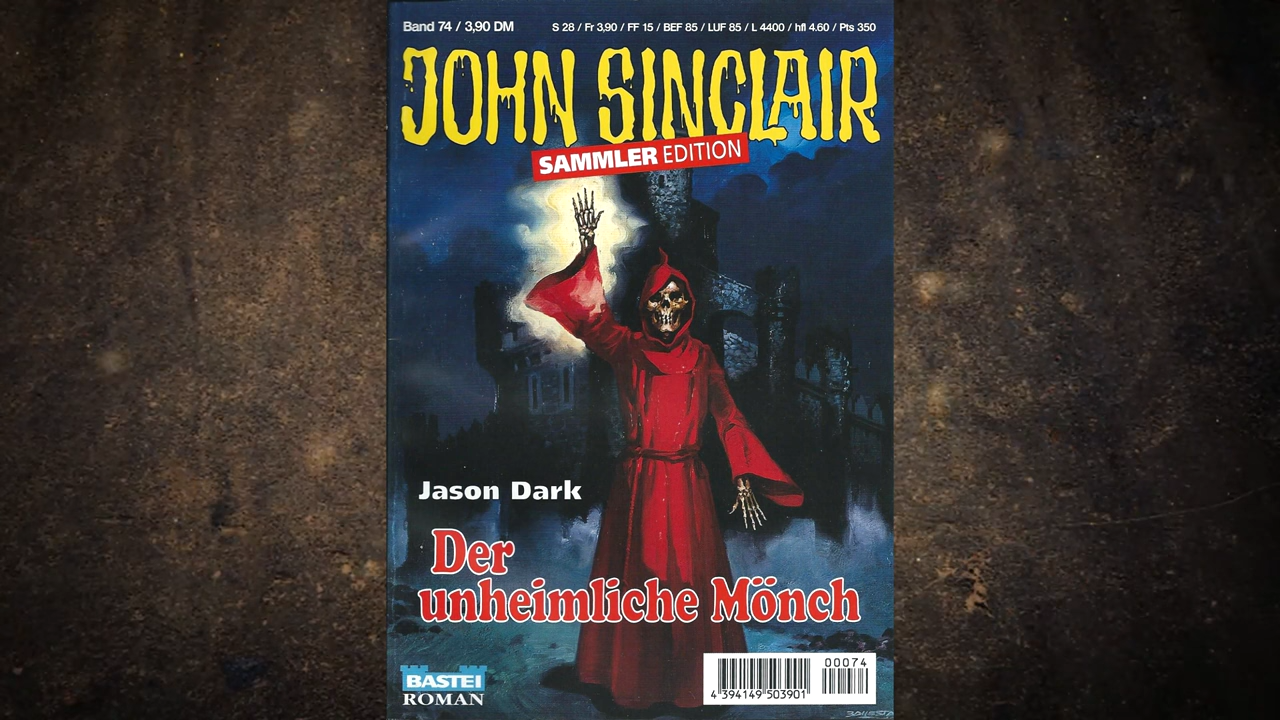 Band 74 / 3,90 DM
S 28 / Fr 3,90 / FF 15 / BEF 85 / LUF 85 / L 4400 / hfl 4.60 / Pts 350
JOHN SINCLAIR
SAMMLER EDITION
Jason Dark
Der
unheimliche Mönch
BASTEI
ROMAN
00074
4 394149 503901